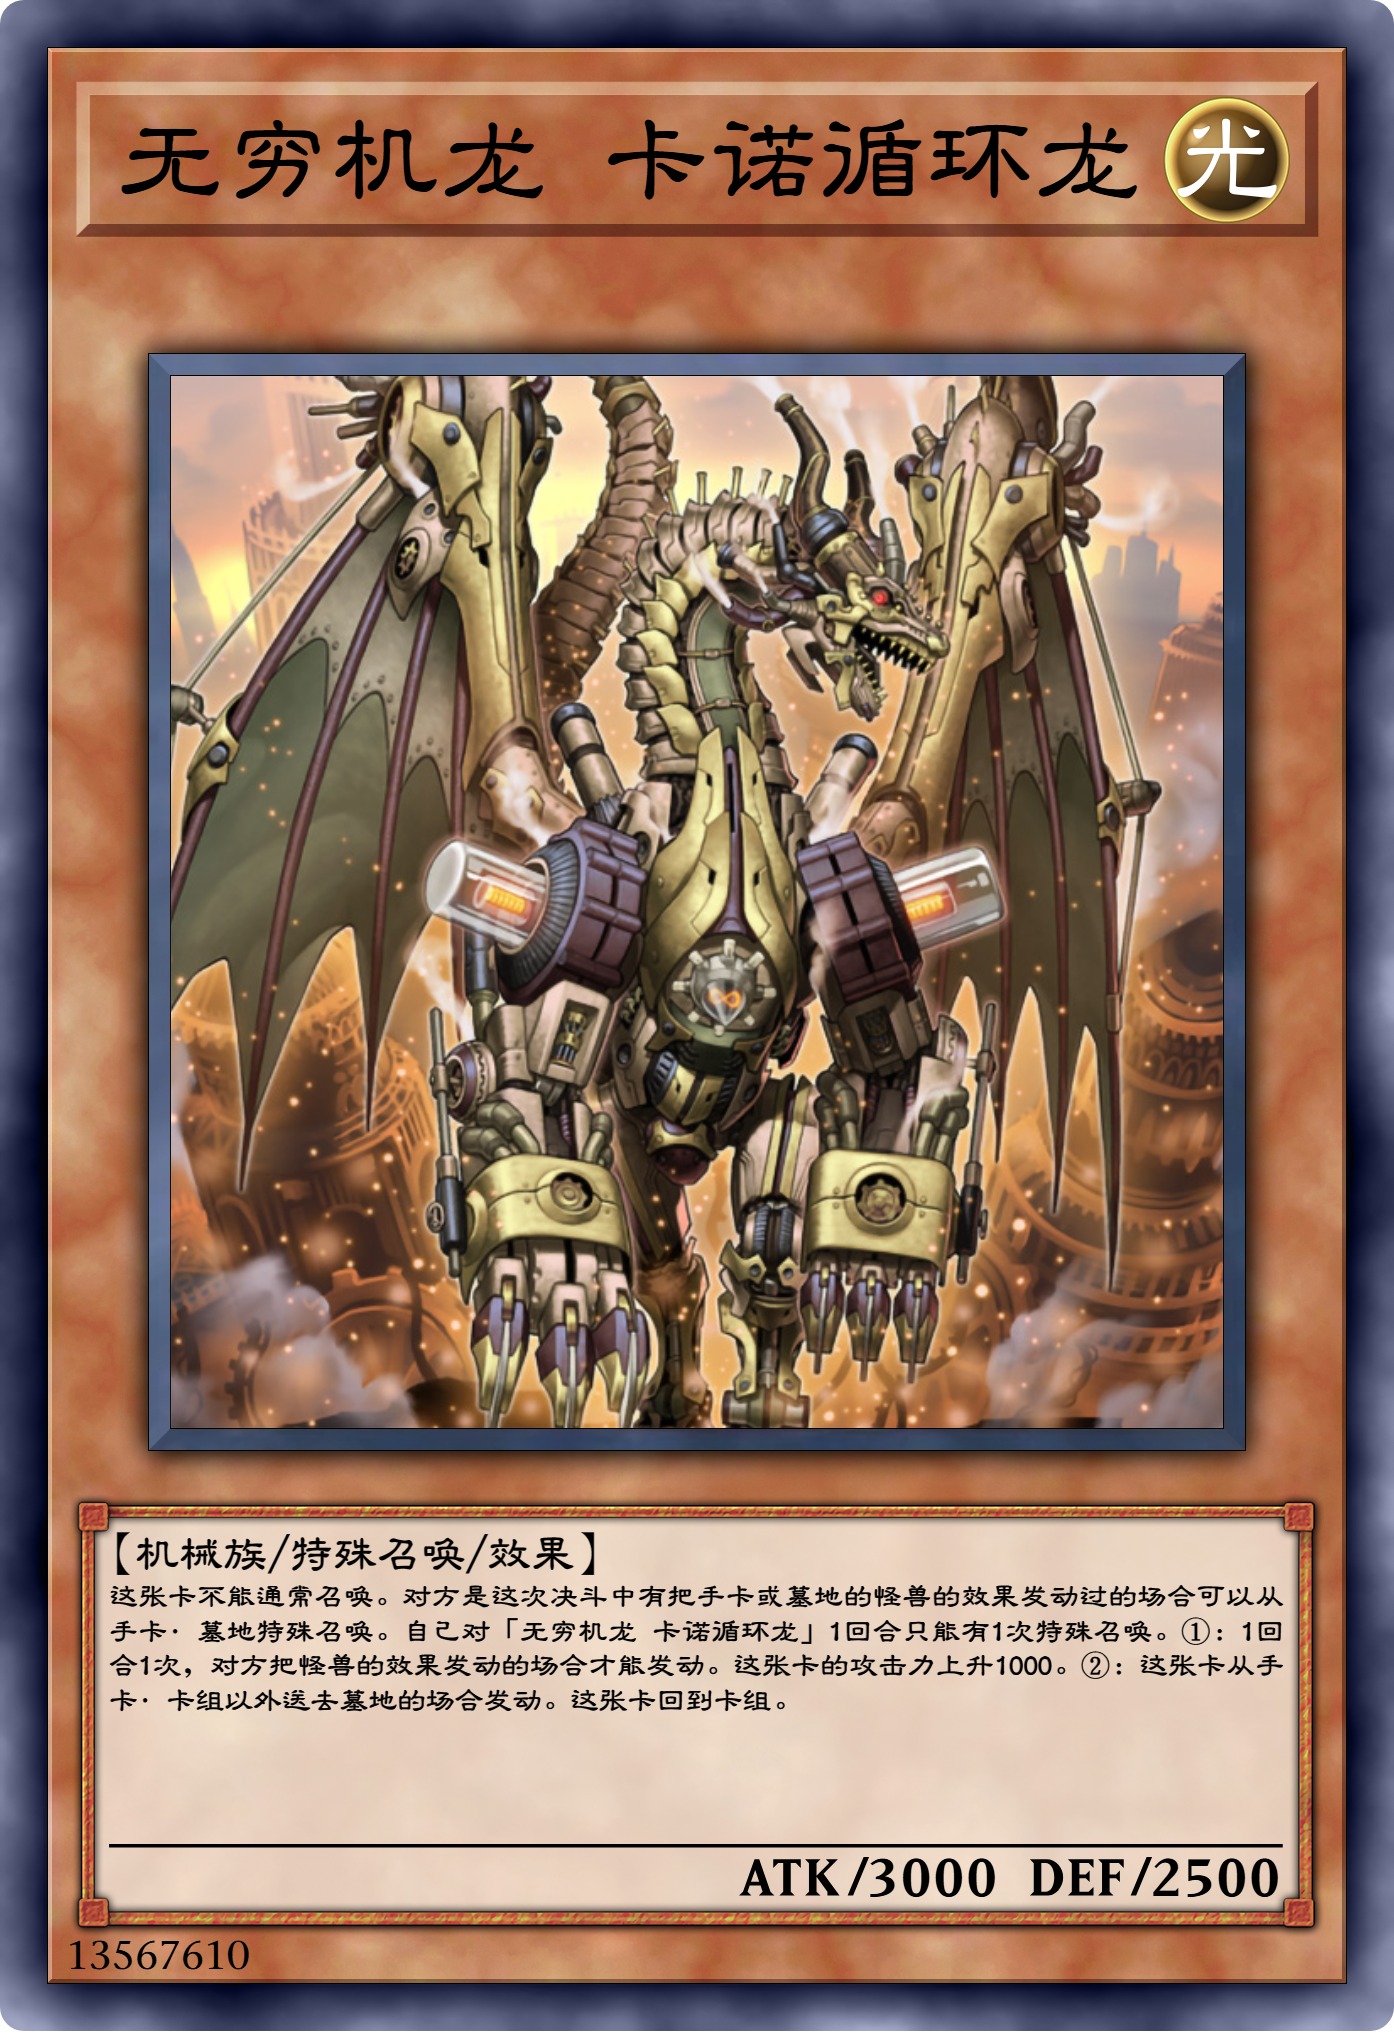 无穷机龙 卡诺循环龙 光
【机械族/特殊召唤/效果】
这张卡不能通常召唤。对方是这次决斗中有把手卡或墓地的怪兽的效果发动过的场合可以从
手卡·墓地特殊召唤。自己对「无穷机龙 卡诺循环龙」1回合只能有1次特殊召唤。①：1回
合1次，对方把怪兽的效果发动的场合才能发动。这张卡的攻击力上升1000。②：这张卡从手
卡·卡组以外送去墓地的场合发动。这张卡回到卡组。
ATK/3000 DEF/2500
13567610